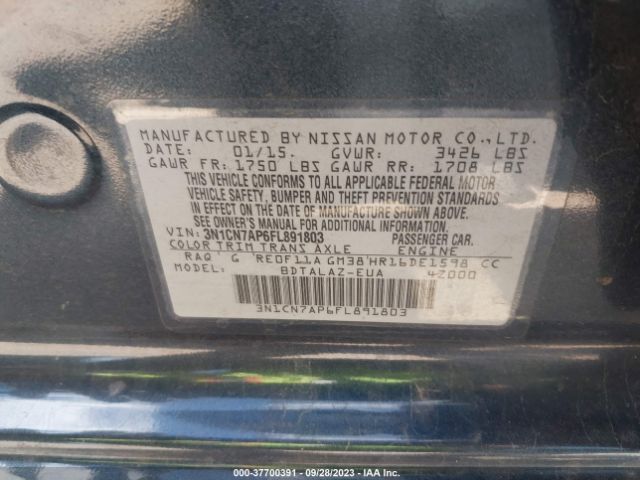 MANUFACTURED BY NISSAN MOTOR CO.,LTD.
DATE: 01/15. GVWR: 3426 LBS
GAWR FR: 1750 LBS GAWR RR: 1708 LBS
THIS VEHICLE CONFORMS TO ALL APPLICABLE FEDERAL MOTOR
VEHICLE SAFETY, BUMPER AND THEFT PREVENTION STANDARDS
IN EFFECT ON THE DATE OF MANUFACTURE SHOWN ABOVE.
SEE OWNER'S MANUAL FOR ADDITIONAL INFORMATION.
VIN: 3N1CN7AP6FL891803 PASSENGER CAR.
COLOR TRIM TRANS AXLE ENGINE
RAQ G RE0F11A GM38 HR16DE1598 CC
BDTALAZ-EUA 42000
3N1CN7AP6FL891803
000-37700391 - 09/28/2023 - IAA Inc.